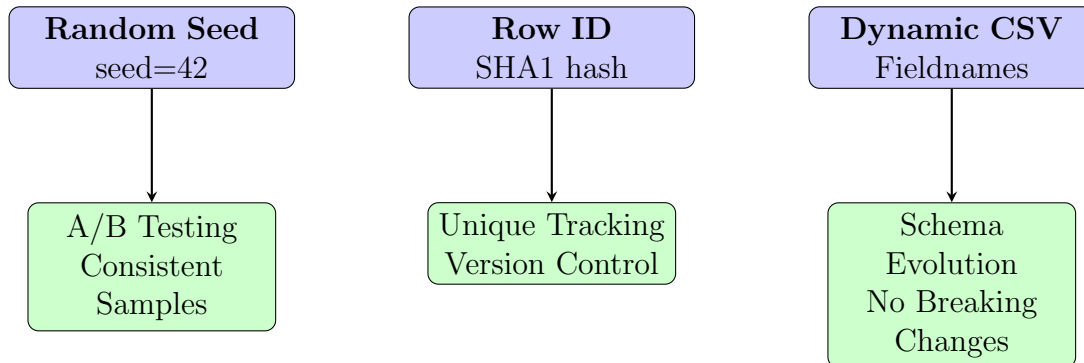 Random Seed
seed=42
Row ID
SHA1 hash
Dynamic CSV
Fieldnames
A/B Testing
Consistent
Samples
Unique Tracking
Version Control
Schema
Evolution
No Breaking
Changes